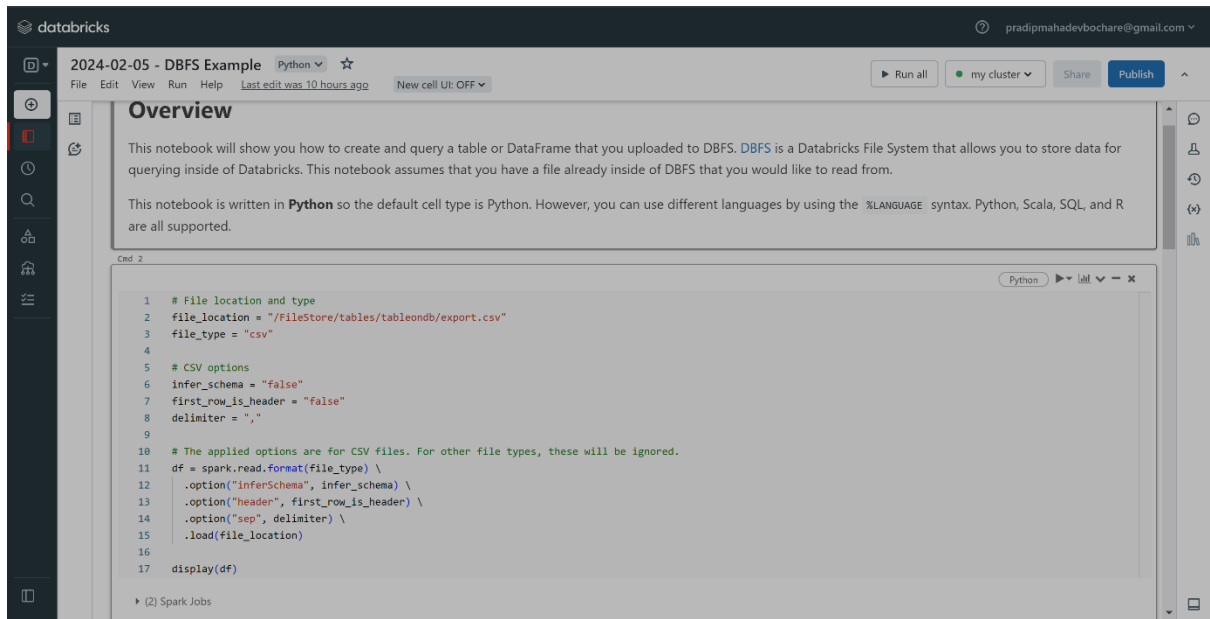 databricks
pradipmahadevbochare@gmail.com
D
2024-02-05 - DBFS Example Python
File Edit View Run Help Last edit was 10 hours ago New cell UI: OFF
Run all my cluster Share Publish
Overview
This notebook will show you how to create and query a table or DataFrame that you uploaded to DBFS. DBFS is a Databricks File System that allows you to store data for
querying inside of Databricks. This notebook assumes that you have a file already inside of DBFS that you would like to read from.
This notebook is written in Python so the default cell type is Python. However, you can use different languages by using the %LANGUAGE syntax. Python, Scala, SQL, and R
are all supported.
Cmd 2
Python
1 # File location and type
2 file_location = "/FileStore/tables/tableondb/export.csv"
3 file_type = "csv"
4
5 # CSV options
6 infer_schema = "false"
7 first_row_is_header = "false"
8 delimiter = ","
9
10 # The applied options are for CSV files. For other file types, these will be ignored.
11 df = spark.read.format(file_type) \
12 .option("inferSchema", infer_schema) \
13 .option("header", first_row_is_header) \
14 .option("sep", delimiter) \
15 .load(file_location)
16
17 display(df)
(2) Spark Jobs